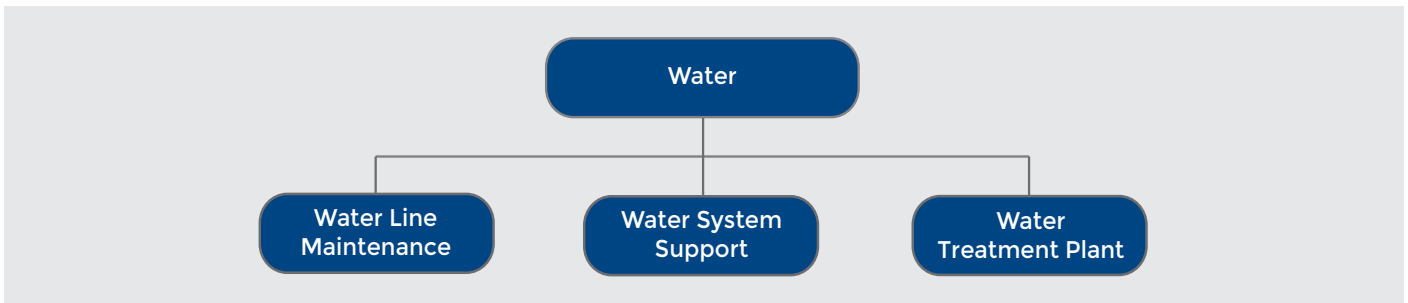 Water
Water Line
Maintenance
Water System
Support
Water
Treatment Plant